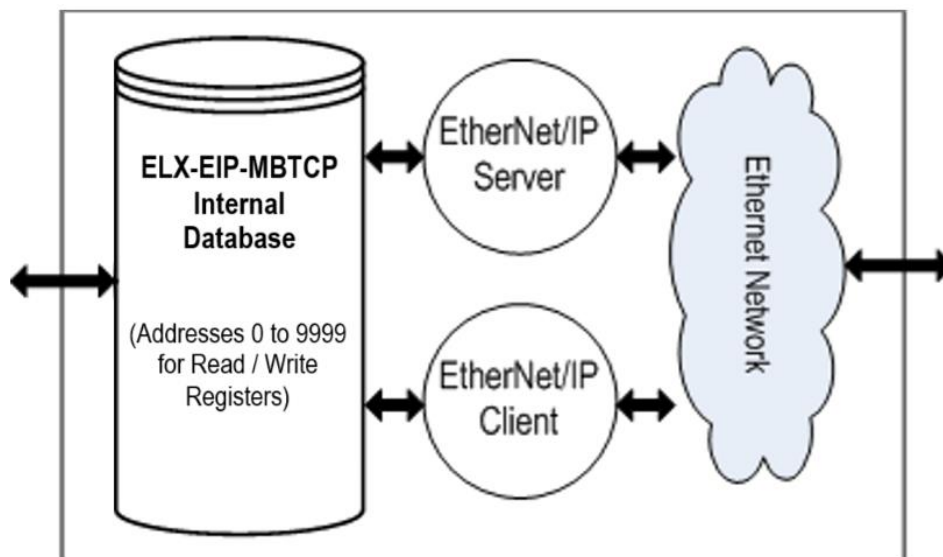 ELX-EIP-MBTCP
Internal
Database
(Addresses 0 to 9999
for Read / Write
Registers)
EtherNet/IP
Server
EtherNet/IP
Client
Ethernet Network